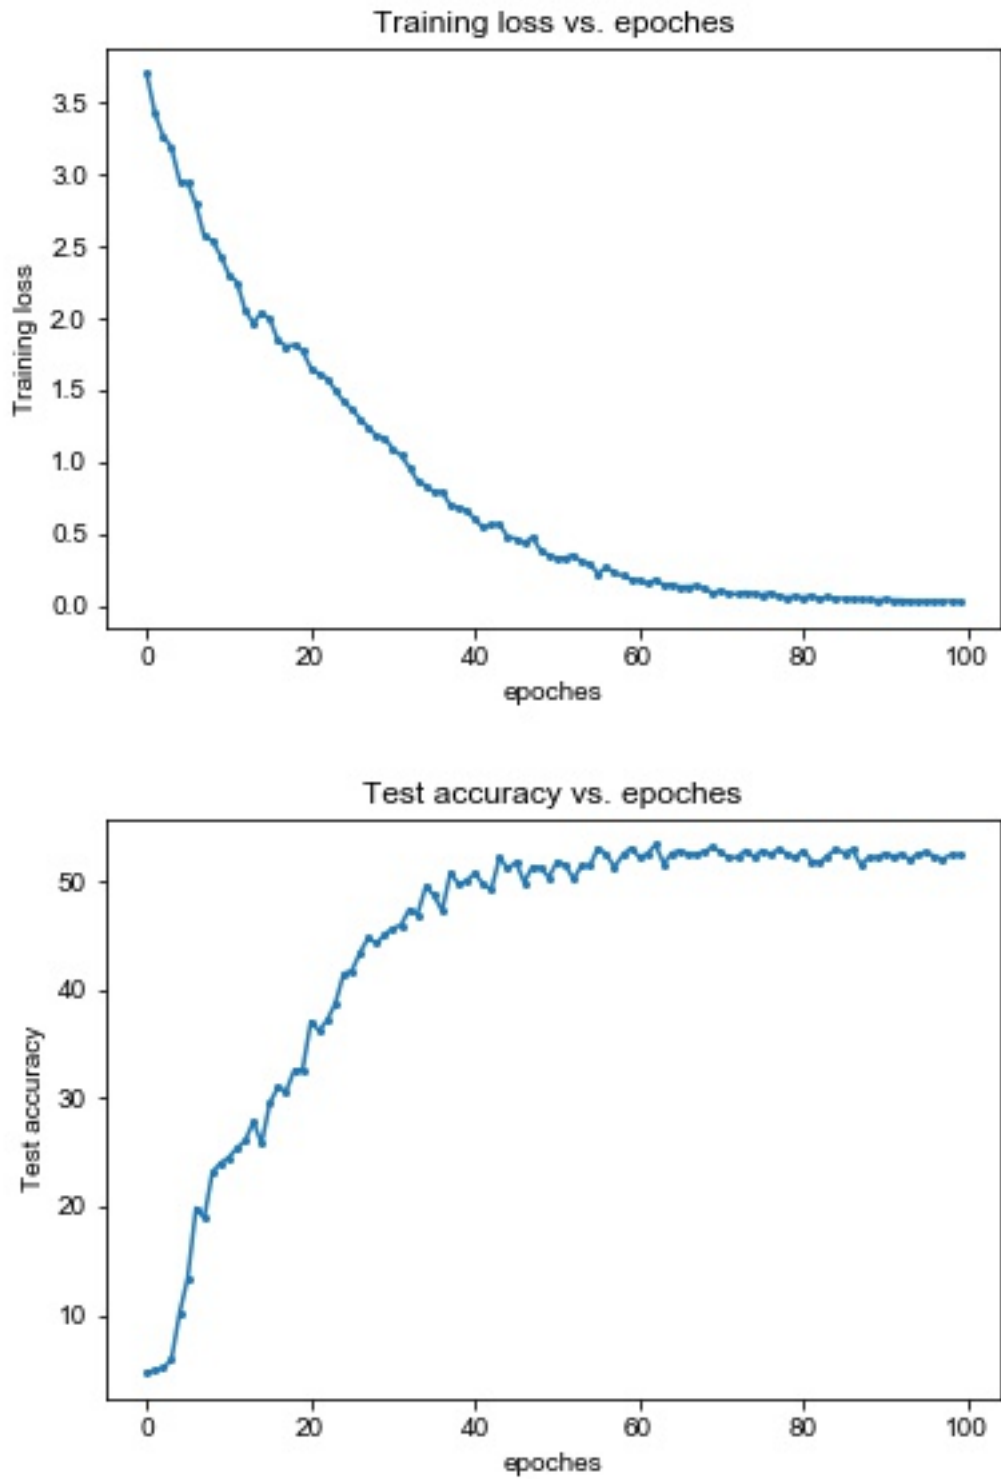 Training loss vs. epoches
3.5
3.0
2.5
2.0
1.5
1.0
0.5
0.0
Training loss
0 20 40 60 80 100
epoches
Test accuracy vs. epoches
50
40
30
20
10
Test accuracy
0 20 40 60 80 100
epoches